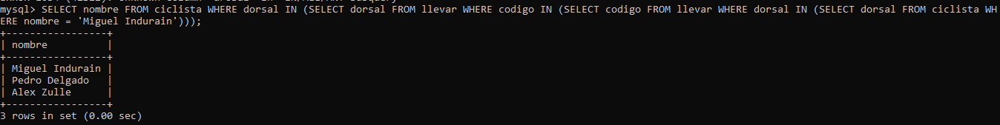 mysql> SELECT nombre FROM ciclista WHERE dorsal IN (SELECT dorsal FROM llevar WHERE codigo IN (SELECT codigo FROM llevar WHERE dorsal IN (SELECT dorsal FROM ciclista WH
ERE nombre = 'Miguel Indurain')));
+-----------------+
| nombre          |
+-----------------+
| Miguel Indurain |
| Pedro Delgado   |
| Alex Zulle      |
+-----------------+
3 rows in set (0.00 sec)